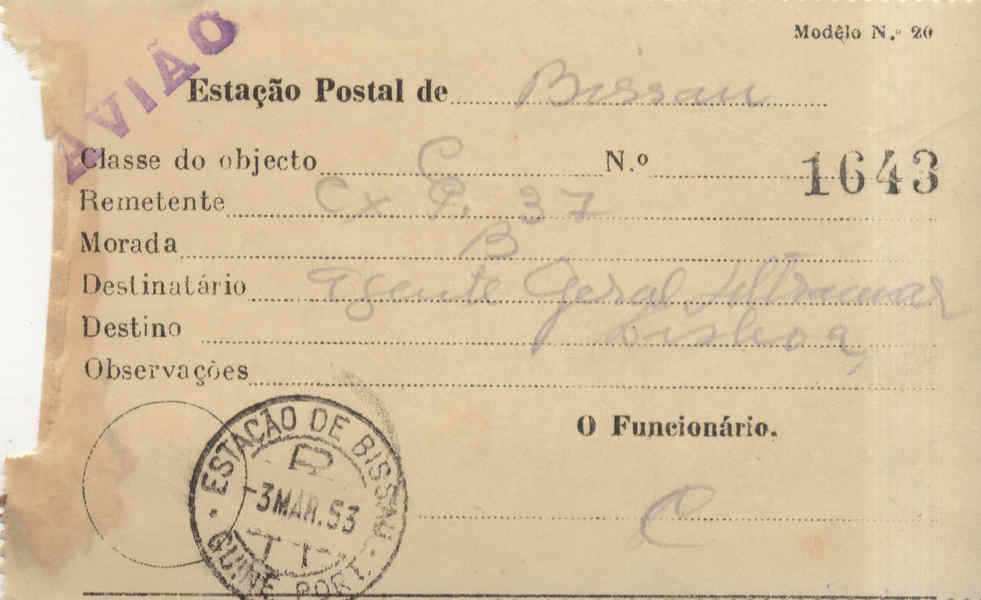 Modêlo N.º 20
AVIÃO
Estação Postal de Bissau
Classe do objecto C N.º 1643
Remetente Cx P. 37
Morada B
Destinatário Agente Geral Ultramar
Destino Lisboa
Observações
O Funcionário.
C
ESTAÇÃO DE BISSAU
R
-3 MAR. 53
GUINÉ PORT.